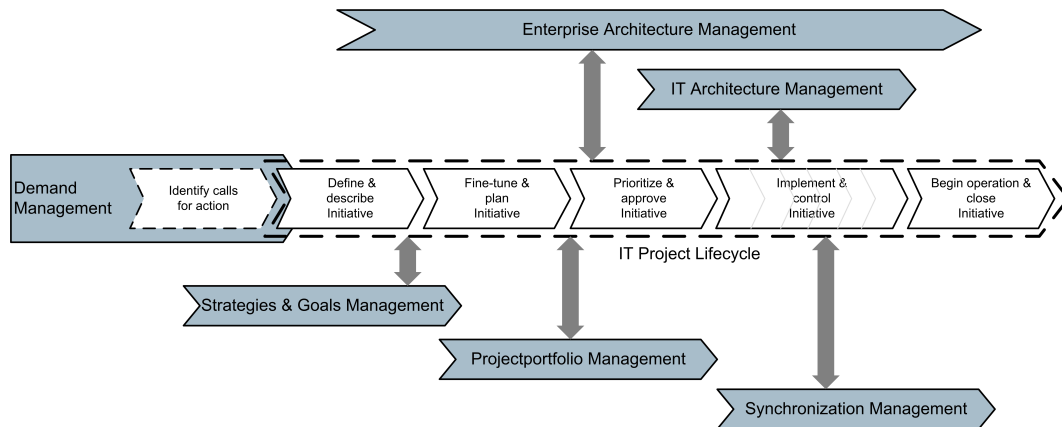 Enterprise Architecture Management
IT Architecture Management
Demand
Management
Identify calls
for action
Define &
describe
Initiative
Fine-tune &
plan
Initiative
Prioritize &
approve
Initiative
Implement &
control
Initiative
Begin operation &
close
Initiative
IT Project Lifecycle
Strategies & Goals Management
Projectportfolio Management
Synchronization Management